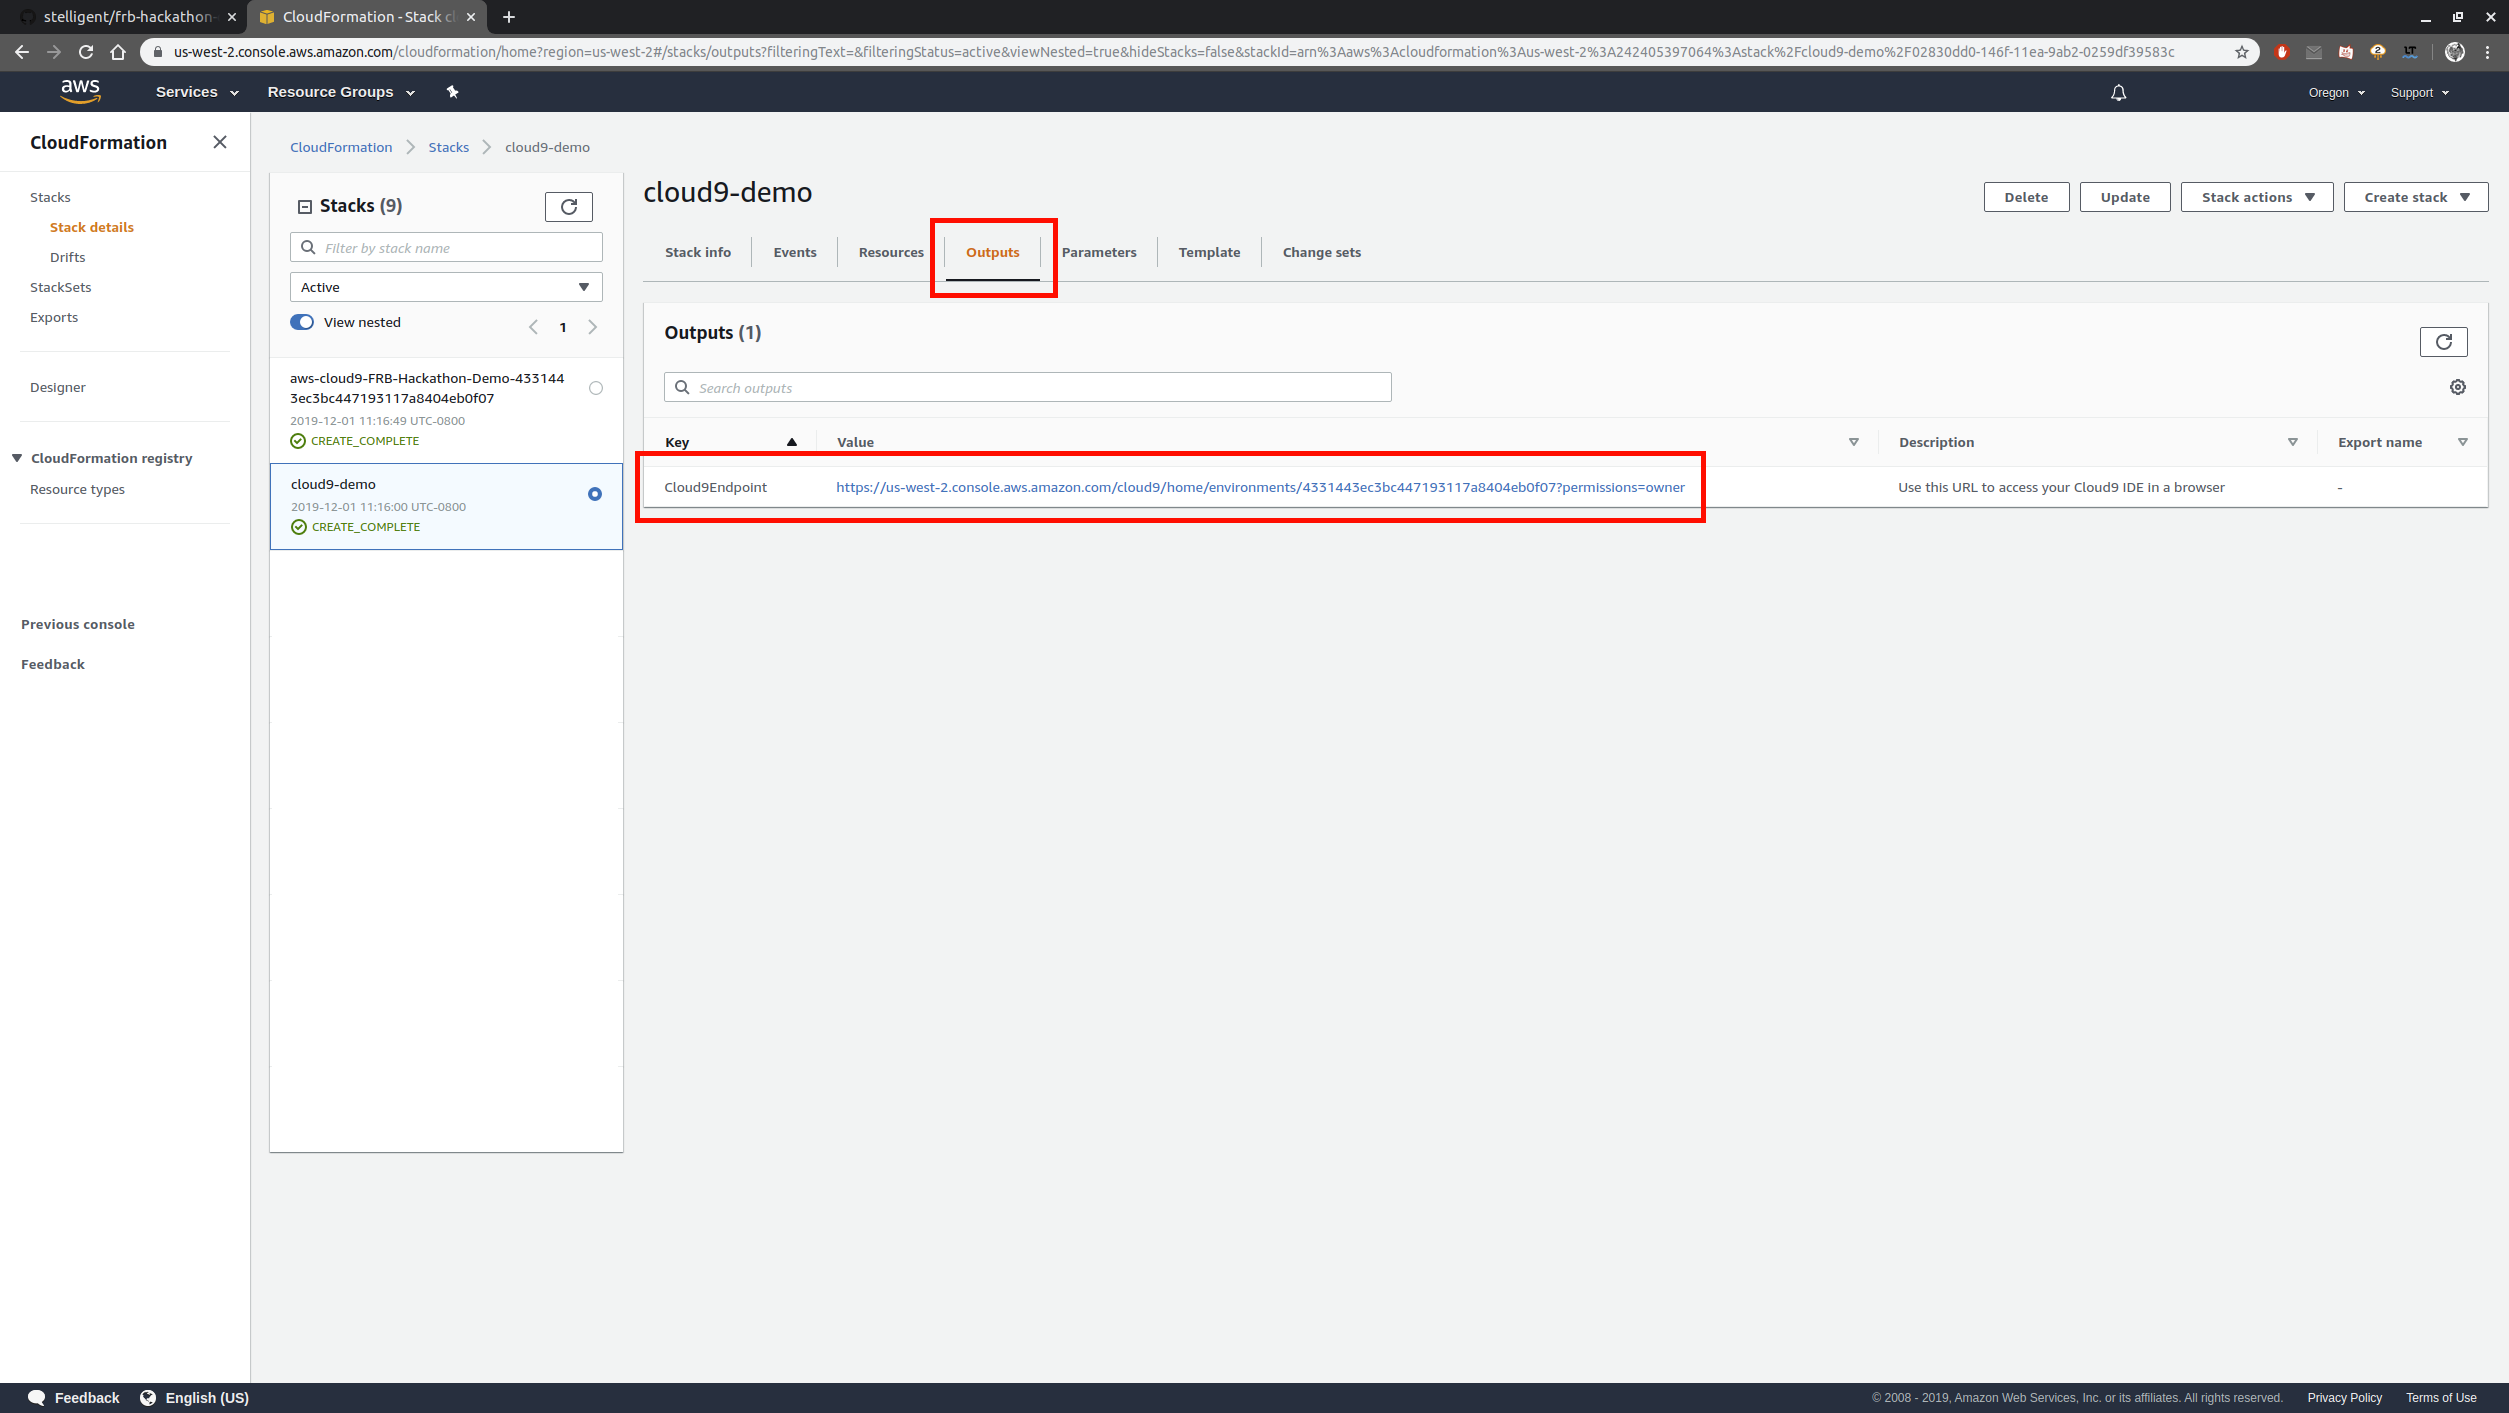 stelligent/frb-hackathon-
CloudFormation - Stack cl
us-west-2.console.aws.amazon.com/cloudformation/home?region=us-west-2#/stacks/outputs?filteringText=&filteringStatus=active&viewNested=true&hideStacks=false&stackId=arn%3Aaws%3Acloudformation%3Aus-west-2%3A242405397064%3Astack%2Fcloud9-demo%2F02830dd0-146f-11ea-9ab2-0259df39583c
aws
Services
Resource Groups
Oregon
Support
CloudFormation
Stacks
Stack details
Drifts
StackSets
Exports
Designer
CloudFormation registry
Resource types
Previous console
Feedback
CloudFormation
Stacks
cloud9-demo
Stacks (9)
Filter by stack name
Active
View nested
1
aws-cloud9-FRB-Hackathon-Demo-433144
3ec3bc447193117a8404eb0f07
2019-12-01 11:16:49 UTC-0800
CREATE_COMPLETE
cloud9-demo
2019-12-01 11:16:00 UTC-0800
CREATE_COMPLETE
cloud9-demo
Delete
Update
Stack actions
Create stack
Stack info
Events
Resources
Outputs
Parameters
Template
Change sets
Outputs (1)
Search outputs
Key
Value
Description
Export name
Cloud9Endpoint
https://us-west-2.console.aws.amazon.com/cloud9/home/environments/4331443ec3bc447193117a8404eb0f07?permissions=owner
Use this URL to access your Cloud9 IDE in a browser
-
Feedback
English (US)
© 2008 - 2019, Amazon Web Services, Inc. or its affiliates. All rights reserved.
Privacy Policy
Terms of Use